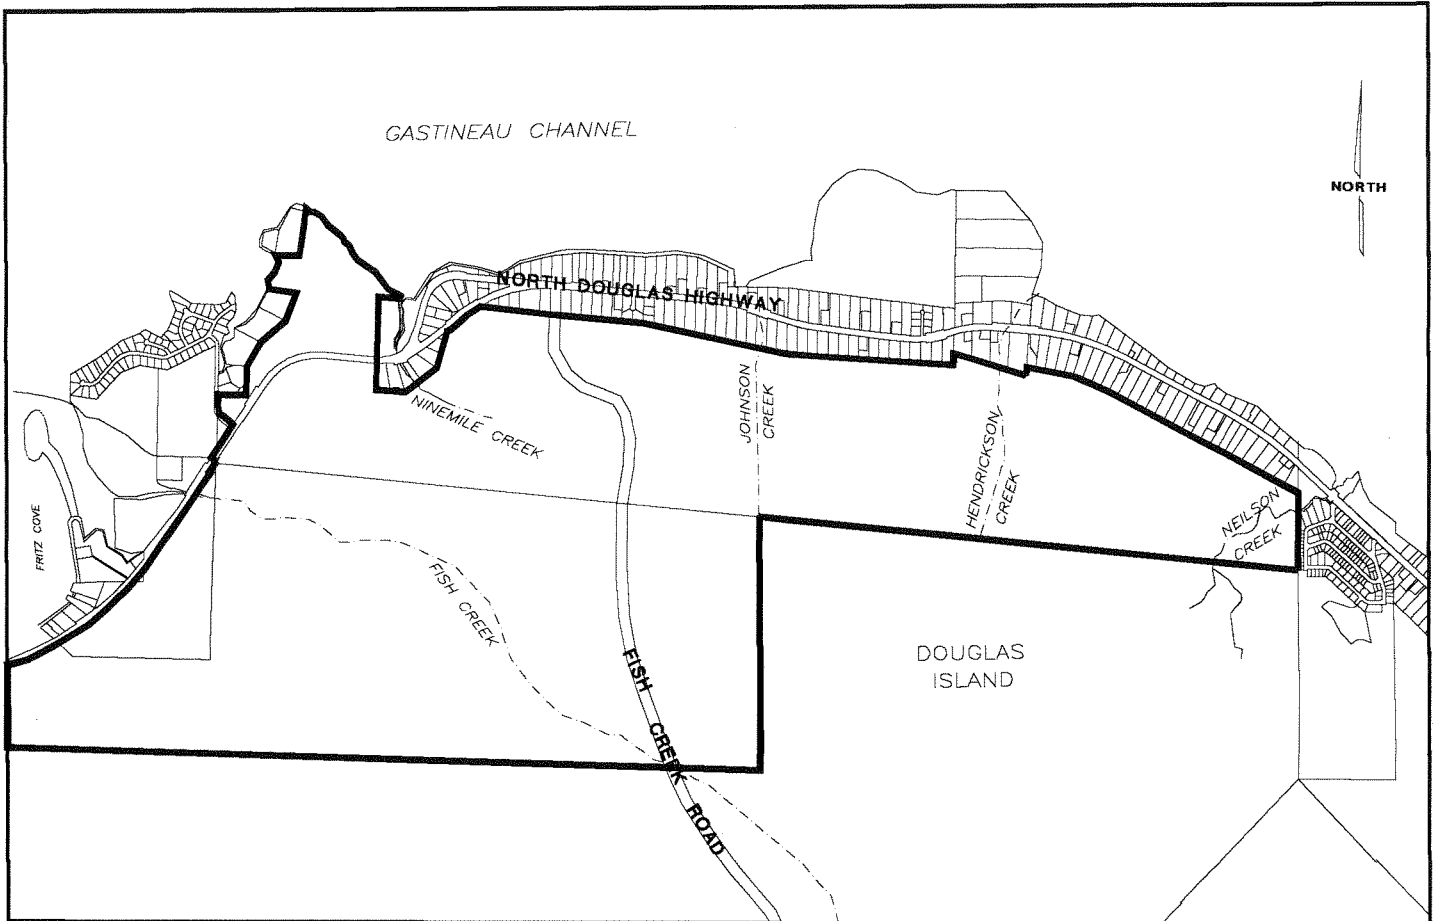 GASTINEAU CHANNEL
NORTH
NORTH DOUGLAS HIGHWAY
NINEMILE CREEK
JOHNSON
CREEK
HENDRICKSON
CREEK
NEILSON
CREEK
FRITZ COVE
FISH CREEK
DOUGLAS
ISLAND
FISH CREEK ROAD